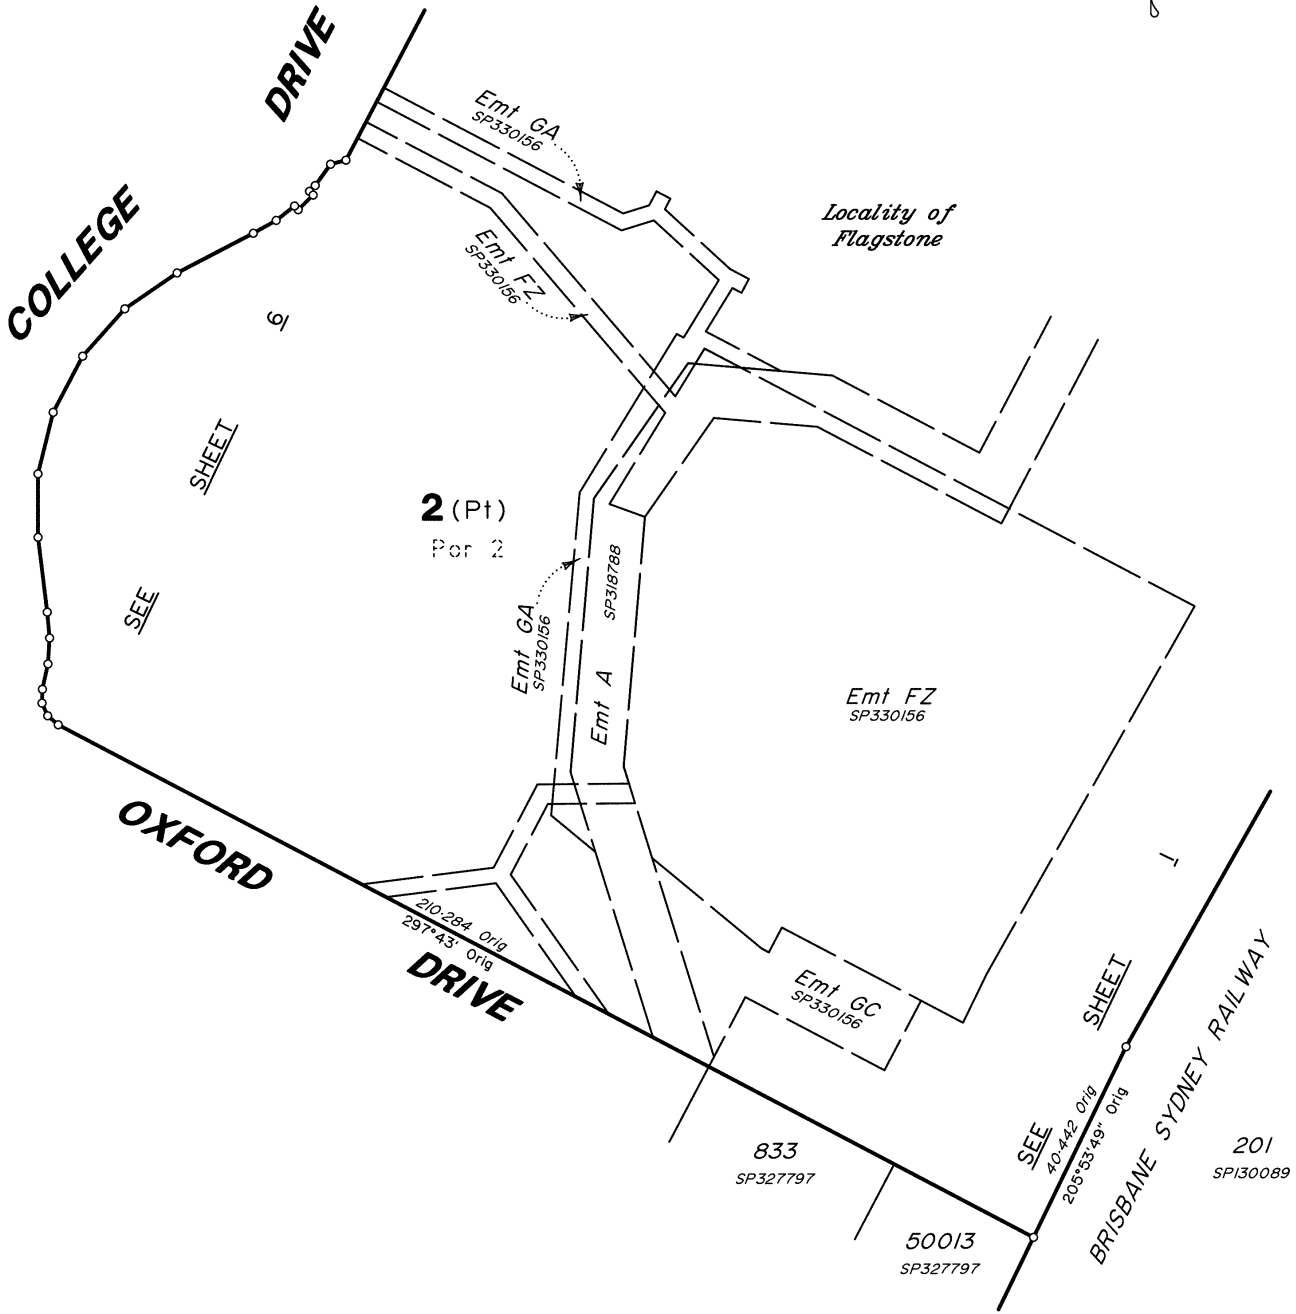 DRIVE
Emt GA
SP330156
COLLEGE
Emt FZ
SP330156
Locality of
Flagstone
9
SHEET
SEE
2 (Pt)
Por 2
SP318788
Emt A
Emt GA
SP330156
Emt FZ
SP330156
OXFORD
DRIVE
210·284 Orig
297°43' Orig
Emt GC
SP330156
SHEET
SEE
40·442 Orig
205°53'49" Orig
BRISBANE SYDNEY RAILWAY
833
SP327797
50013
SP327797
201
SP130089